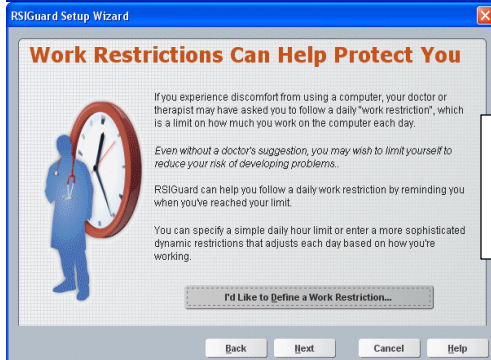 RSIGuard Setup Wizard
Work Restrictions Can Help Protect You
If you experience discomfort from using a computer, your doctor or
therapist may have asked you to follow a daily "work restriction", which
is a limit on how much you work on the computer each day.
Even without a doctor's suggestion, you may wish to limit yourself to
reduce your risk of developing problems..
RSIGuard can help you follow a daily work restriction by reminding you
when you've reached your limit.
You can specify a simple daily hour limit or enter a more sophisticated
dynamic restrictions that adjusts each day based on how you're
working.
I'd Like to Define a Work Restriction...
Back Next Cancel Help